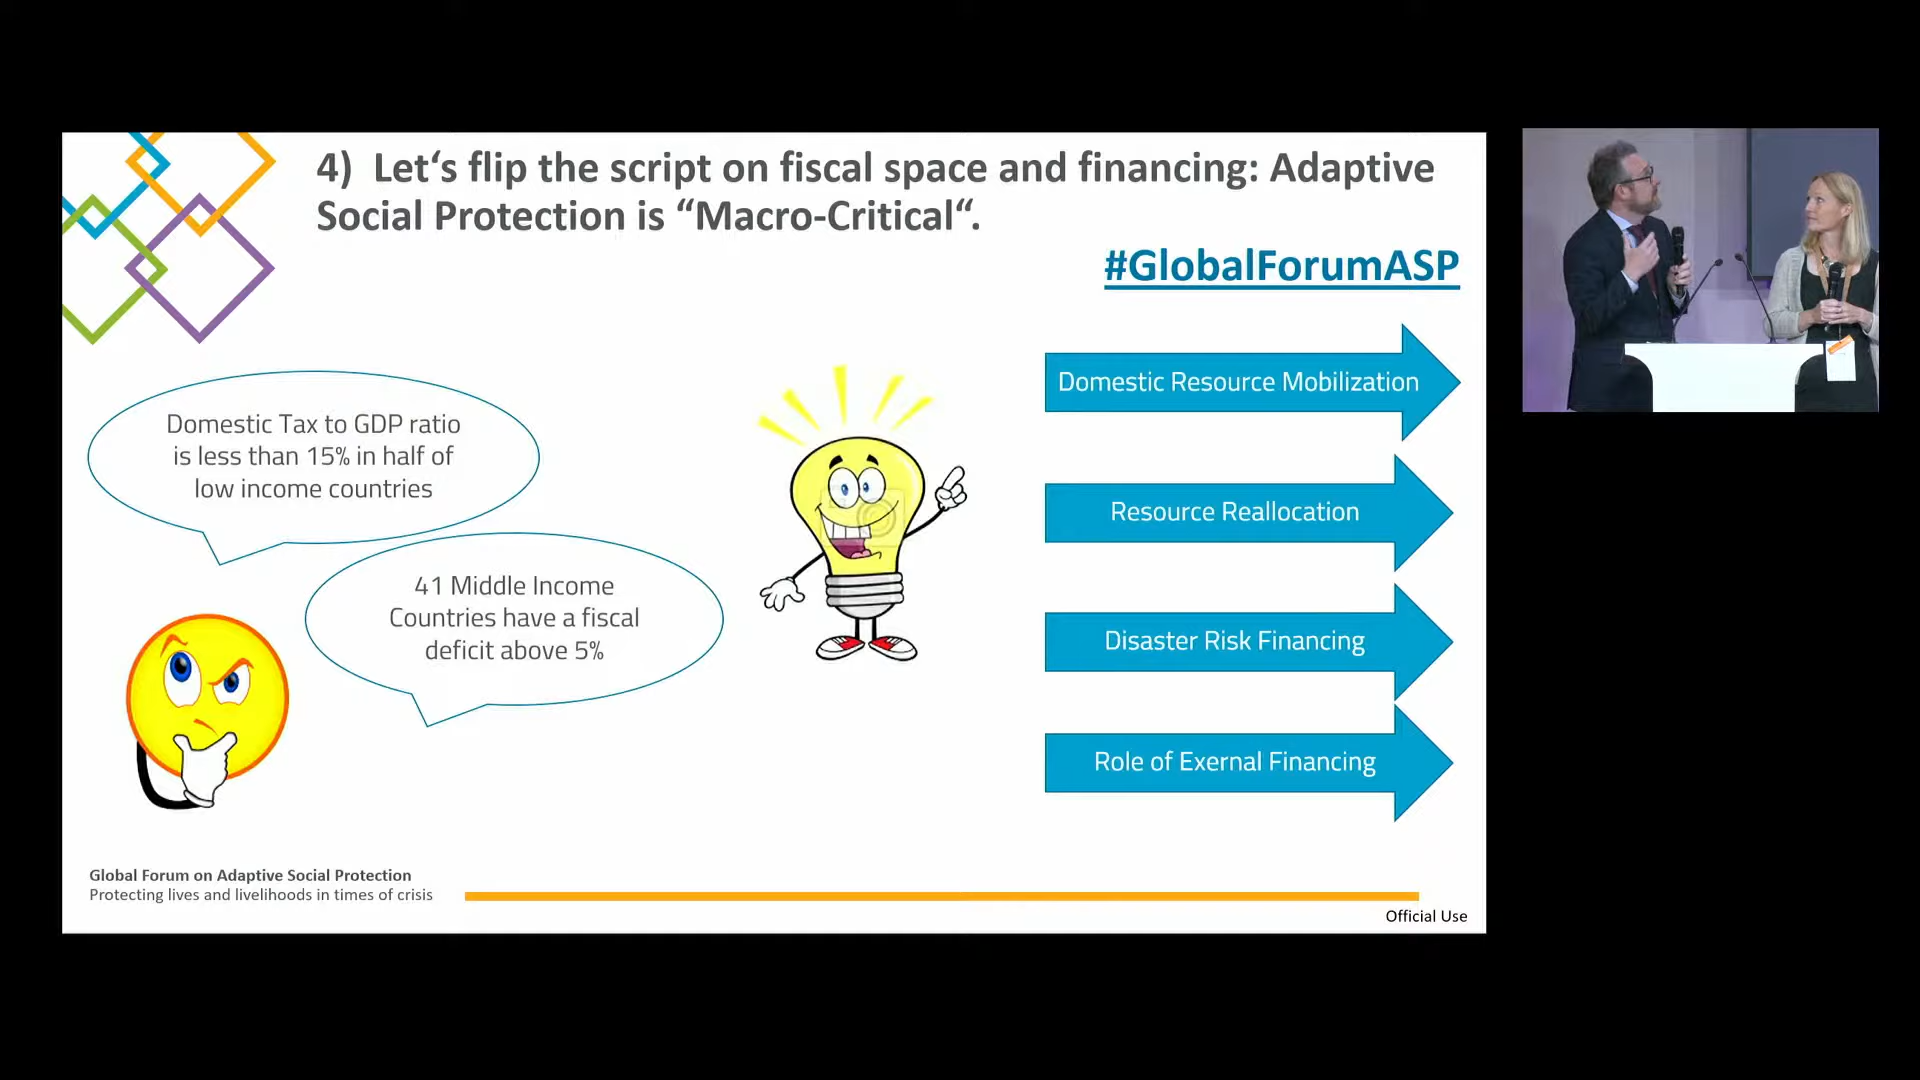 4)  Let‘s flip the script on fiscal space and financing: Adaptive
Social Protection is “Macro-Critical“.
#GlobalForumASP
Domestic Tax to GDP ratio
is less than 15% in half of
low income countries
41 Middle Income
Countries have a fiscal
deficit above 5%
Domestic Resource Mobilization
Resource Reallocation
Disaster Risk Financing
Role of Exernal Financing
Global Forum on Adaptive Social Protection
Protecting lives and livelihoods in times of crisis
Official Use